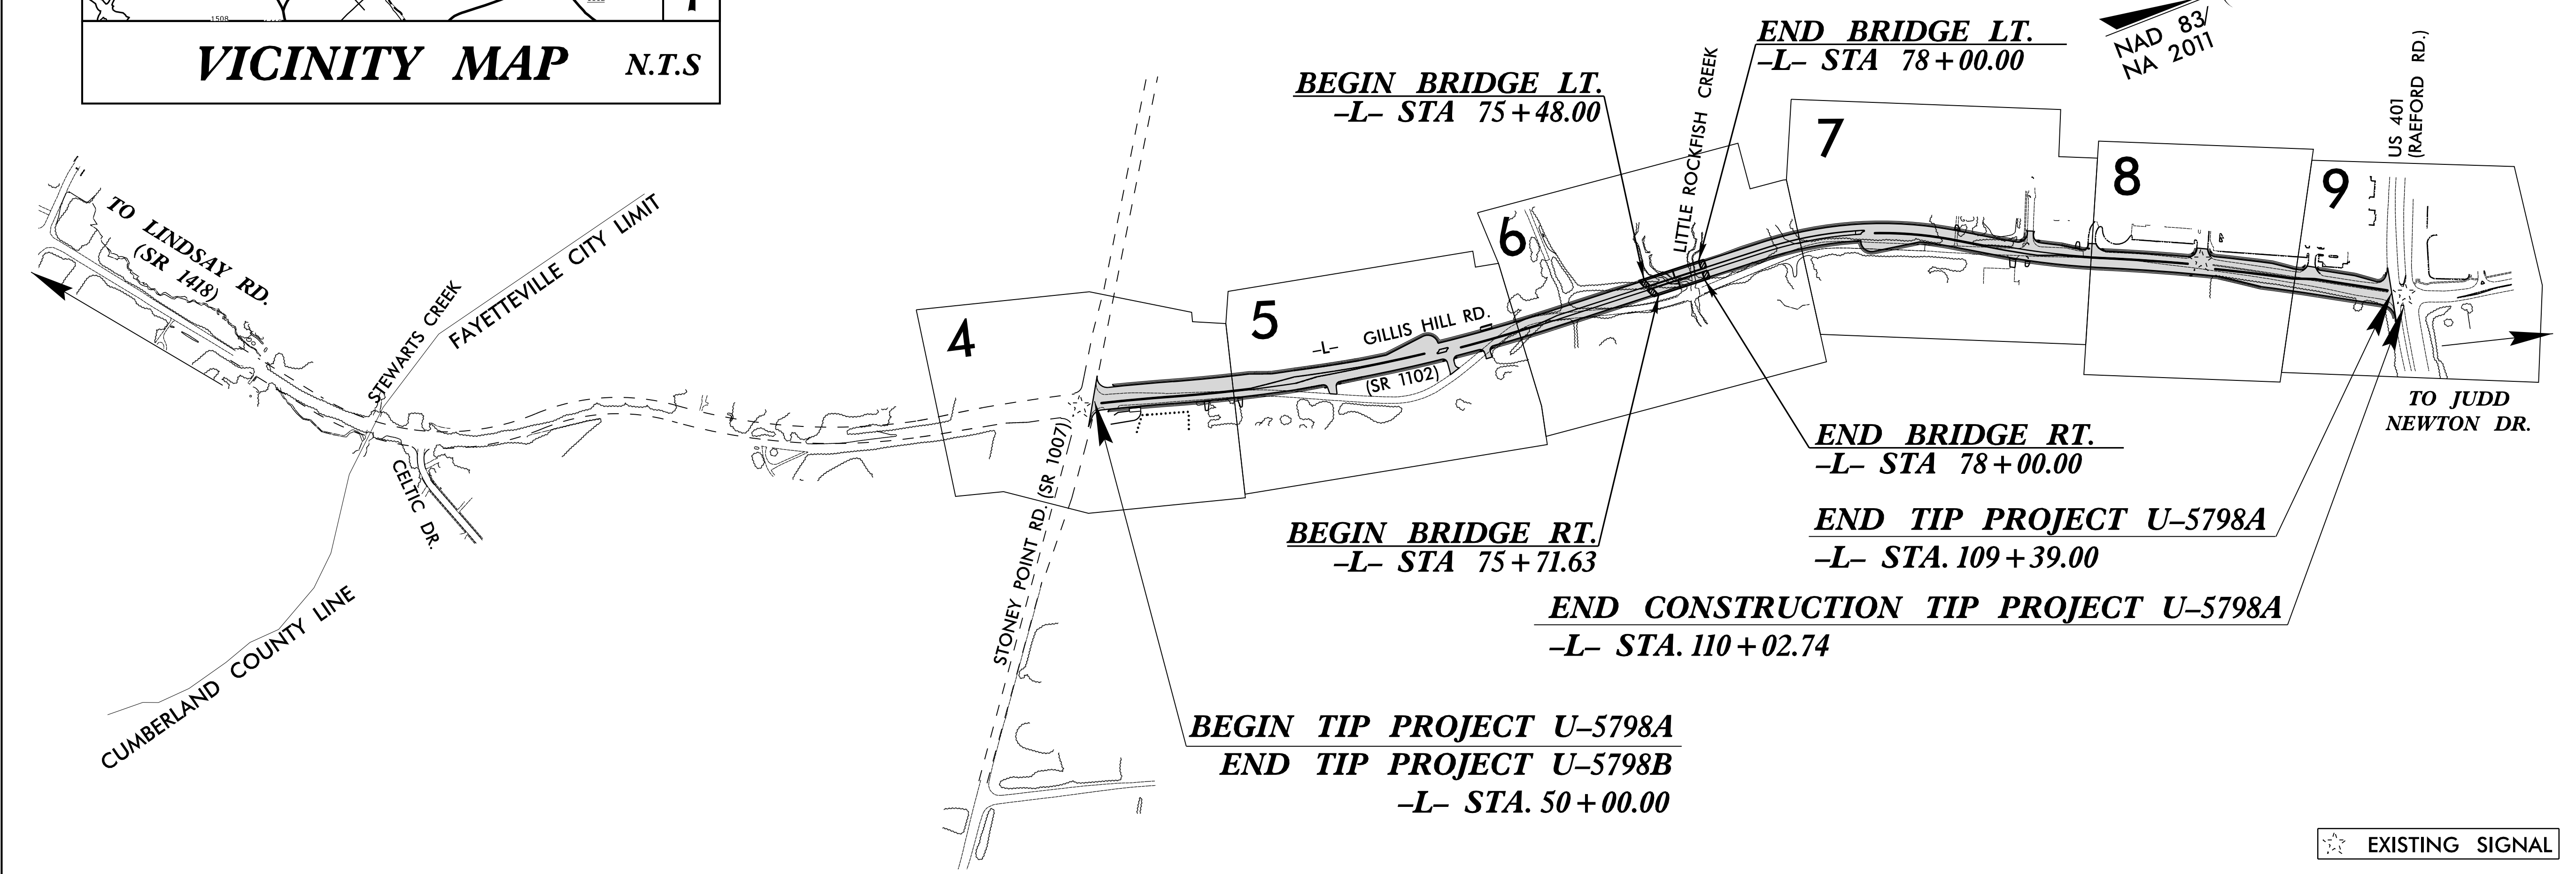 1508
VICINITY MAP N.T.S
NAD 83/
NA 2011
END BRIDGE LT.
–L– STA 78+00.00
BEGIN BRIDGE LT.
–L– STA 75+48.00
LITTLE ROCKFISH CREEK
US 401
(RAEFORD RD.)
TO LINDSAY RD.
(SR 1418)
STEWARTS CREEK
FAYETTEVILLE CITY LIMIT
CELTIC DR.
CUMBERLAND COUNTY LINE
4
5
6
7
8
9
–L– GILLIS HILL RD.
(SR 1102)
STONEY POINT RD. (SR 1007)
TO JUDD
NEWTON DR.
END BRIDGE RT.
–L– STA 78+00.00
BEGIN BRIDGE RT.
–L– STA 75+71.63
END TIP PROJECT U–5798A
–L– STA. 109+39.00
END CONSTRUCTION TIP PROJECT U–5798A
–L– STA. 110+02.74
BEGIN TIP PROJECT U–5798A
END TIP PROJECT U–5798B
–L– STA. 50+00.00
EXISTING SIGNAL